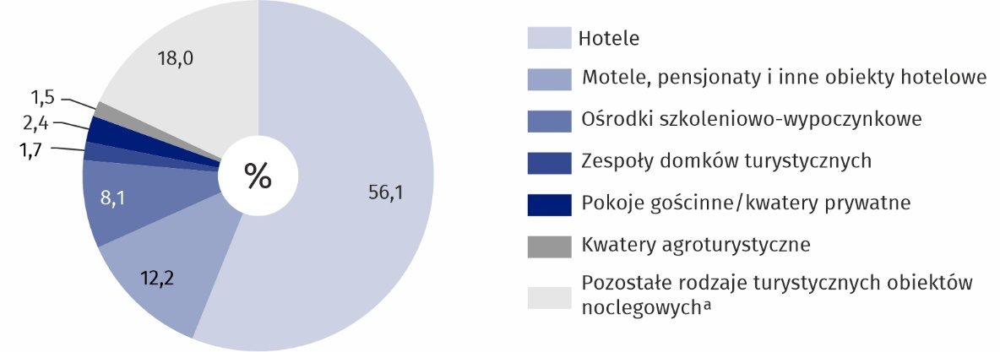 18,0
1,5
2,4
1,7
8,1
12,2
56,1
%
Hotele
Motele, pensjonaty i inne obiekty hotelowe
Ośrodki szkoleniowo-wypoczynkowe
Zespoły domków turystycznych
Pokoje gościnne/kwatery prywatne
Kwatery agroturystyczne
Pozostałe rodzaje turystycznych obiektów
noclegowychª